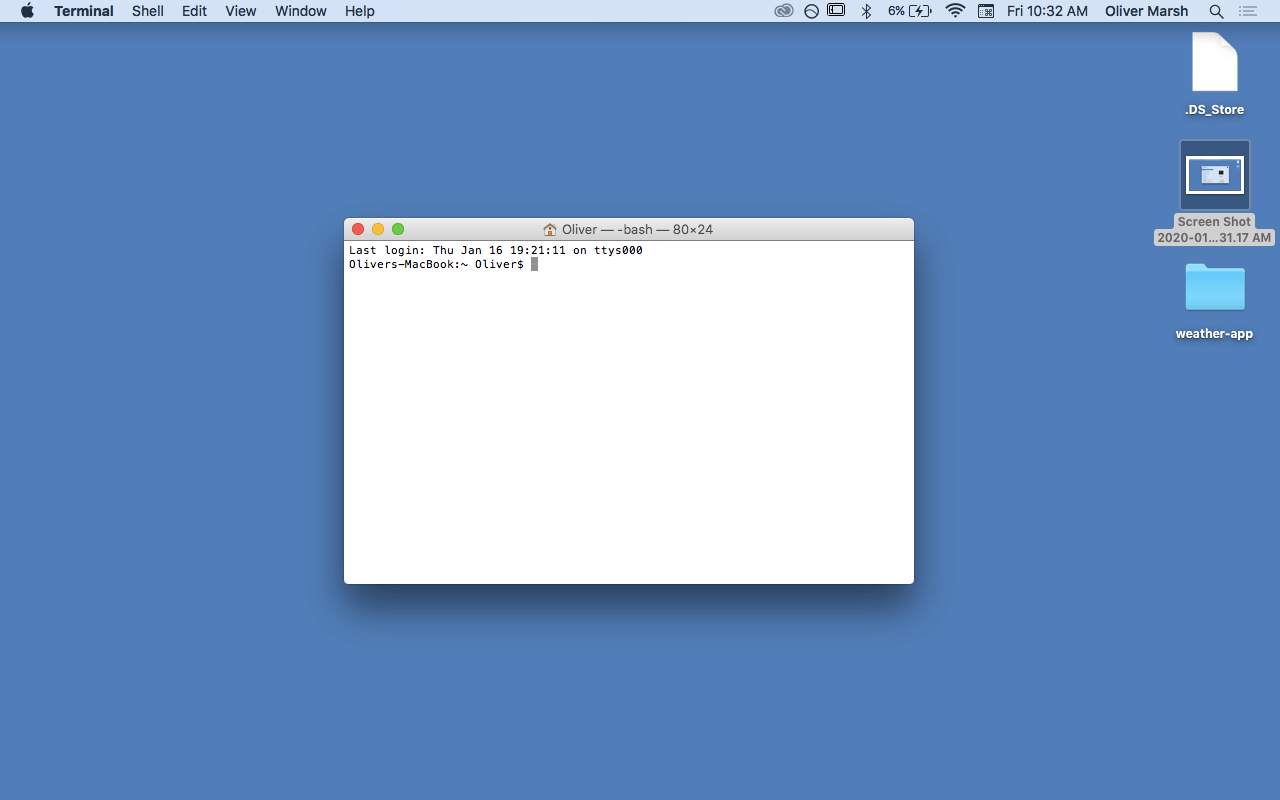 Terminal Shell Edit View Window Help 6% Fri 10:32 AM Oliver Marsh
.DS_Store
Screen Shot
2020-01...31.17 AM
weather-app
Oliver — -bash — 80×24
Last login: Thu Jan 16 19:21:11 on ttys000
Olivers-MacBook:~ Oliver$